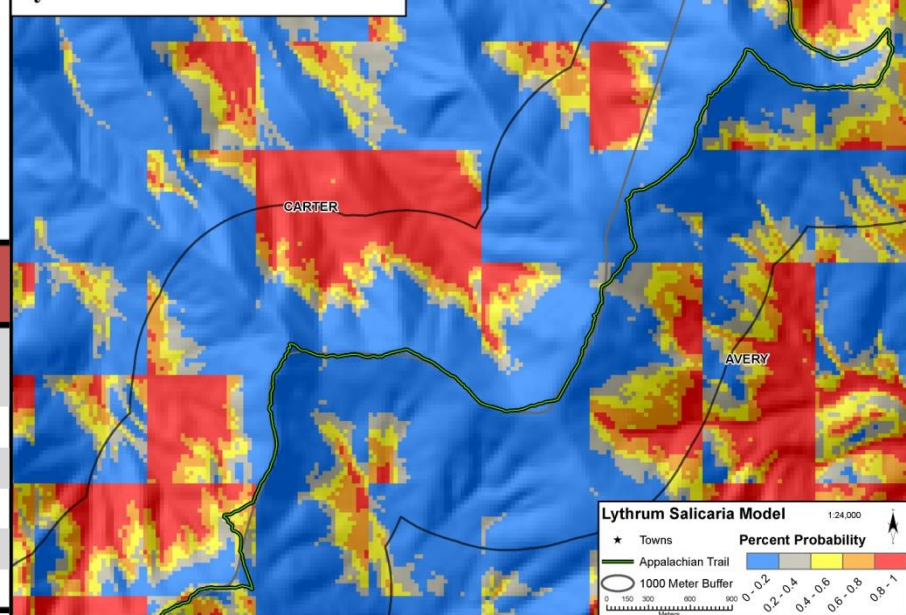 CARTER
AVERY
Lythrum Salicaria Model
1:24,000
Towns
Appalachian Trail
1000 Meter Buffer
0 150 300 600 900
Meters
Percent Probability
0 - 0.2
0.2 - 0.4
0.4 - 0.6
0.6 - 0.8
0.8 - 1